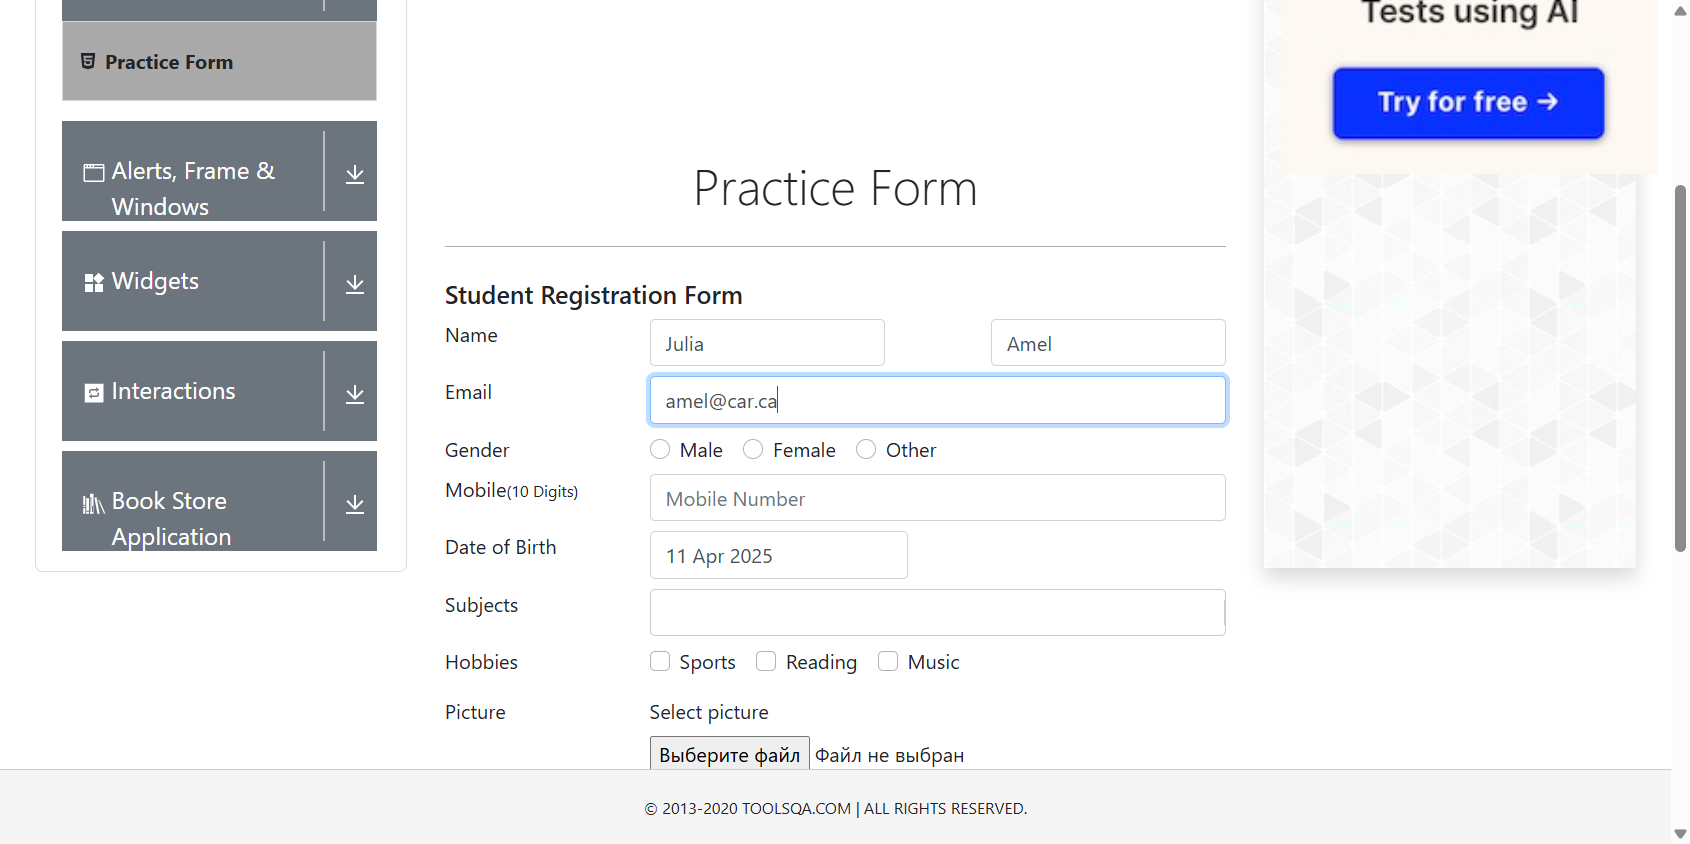 Practice Form
Alerts, Frame &
Windows
Widgets
Interactions
Book Store
Application
Tests using AI
Try for free →
Practice Form
Student Registration Form
Name
Julia
Amel
Email
amel@car.ca
Gender
Male
Female
Other
Mobile(10 Digits)
Mobile Number
Date of Birth
11 Apr 2025
Subjects
Hobbies
Sports
Reading
Music
Picture
Select picture
Выберите файл
Файл не выбран
© 2013-2020 TOOLSQA.COM | ALL RIGHTS RESERVED.